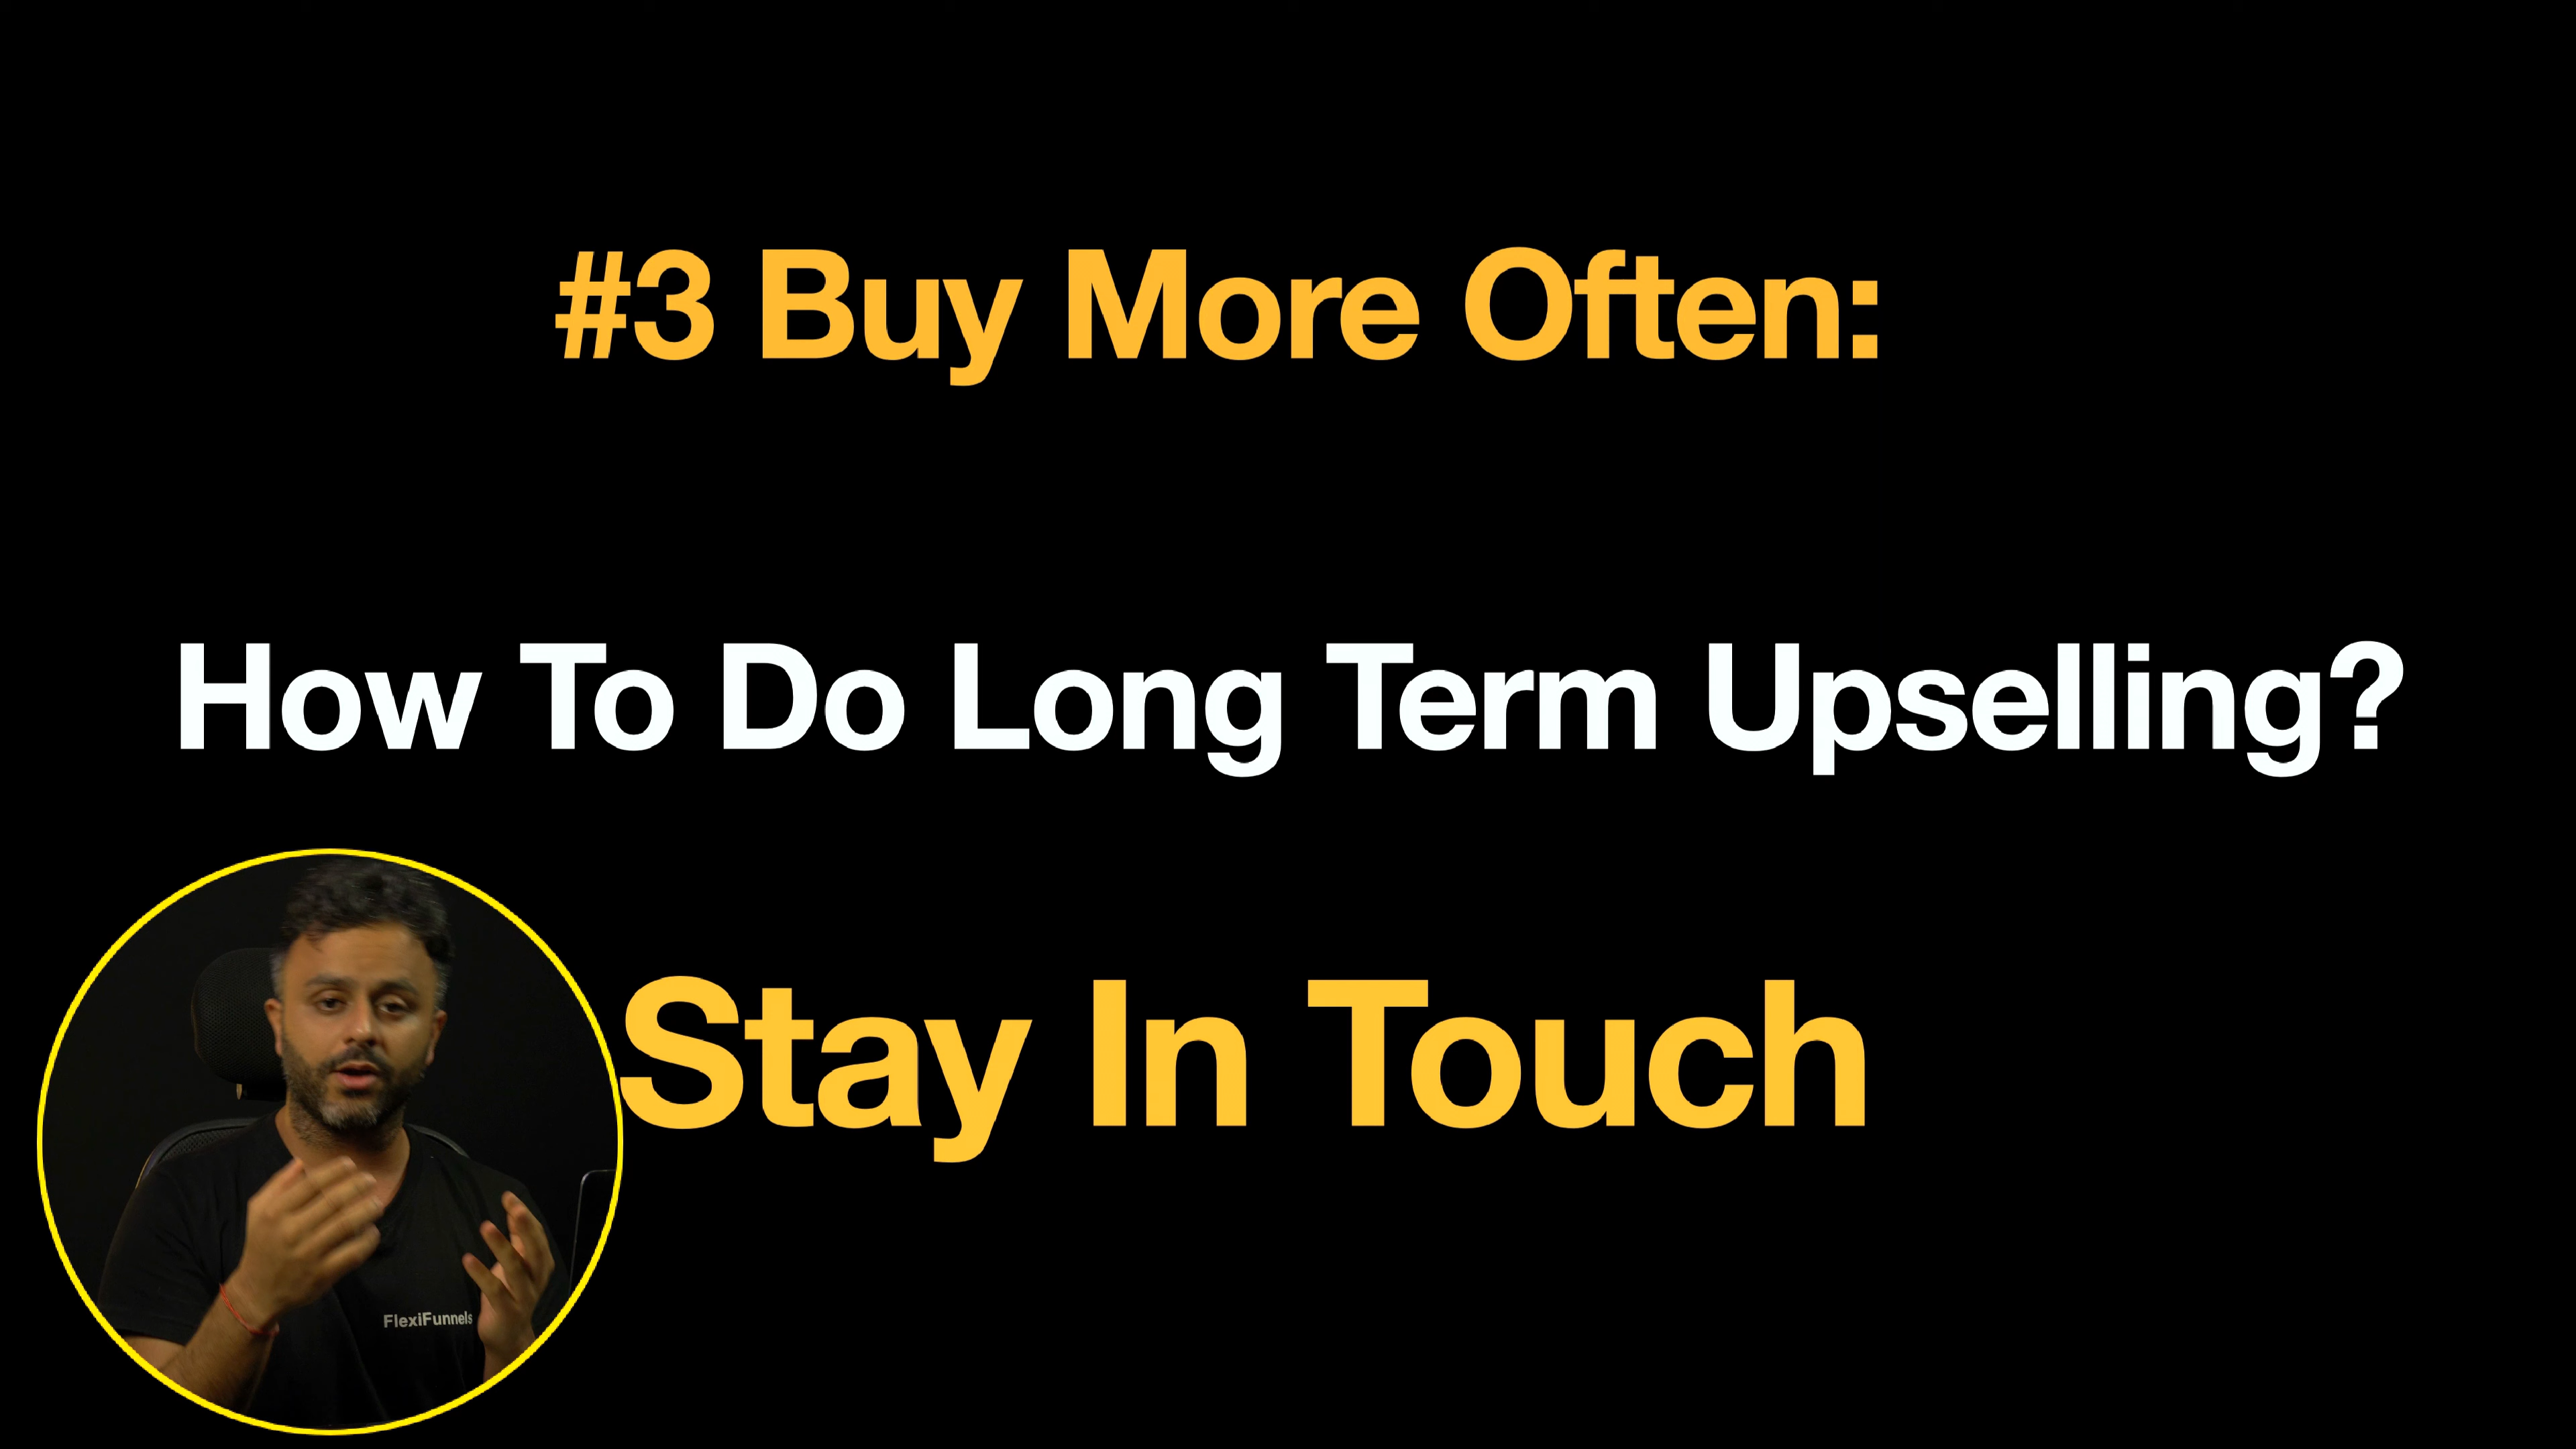 #3 Buy More Often:
How To Do Long Term Upselling?
Stay In Touch
FlexiFunnels